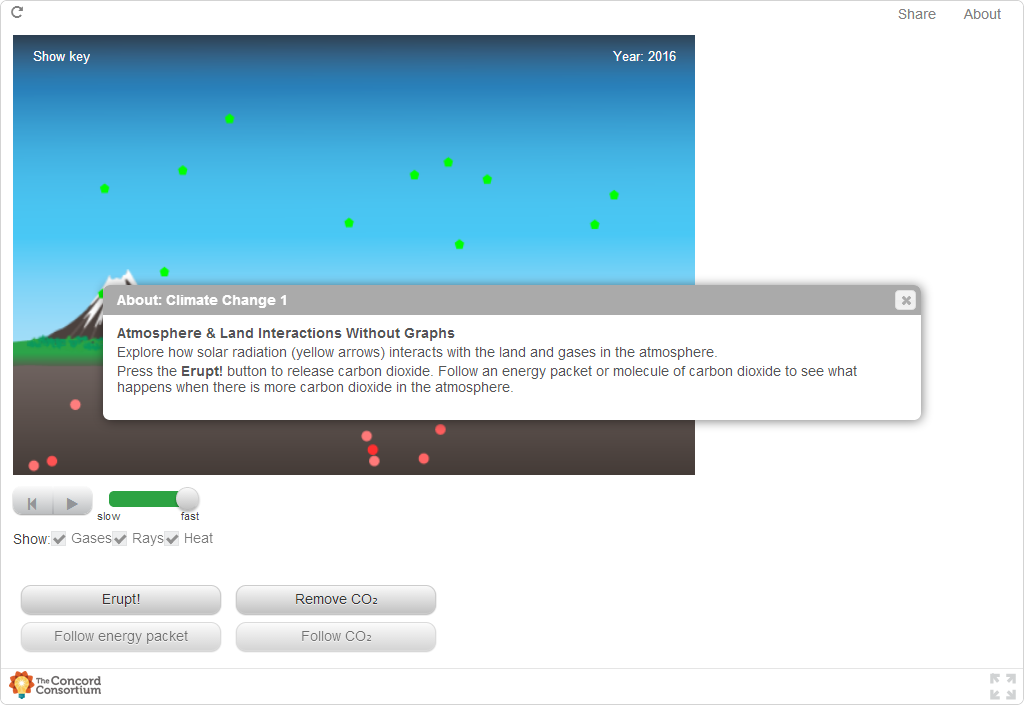 Share About
Show key
Year: 2016
About: Climate Change 1
Atmosphere & Land Interactions Without Graphs
Explore how solar radiation (yellow arrows) interacts with the land and gases in the atmosphere.
Press the Erupt! button to release carbon dioxide. Follow an energy packet or molecule of carbon dioxide to see what
happens when there is more carbon dioxide in the atmosphere.
slow fast
Show: Gases Rays Heat
Erupt! Remove CO₂
Follow energy packet Follow CO₂
The Concord
Consortium